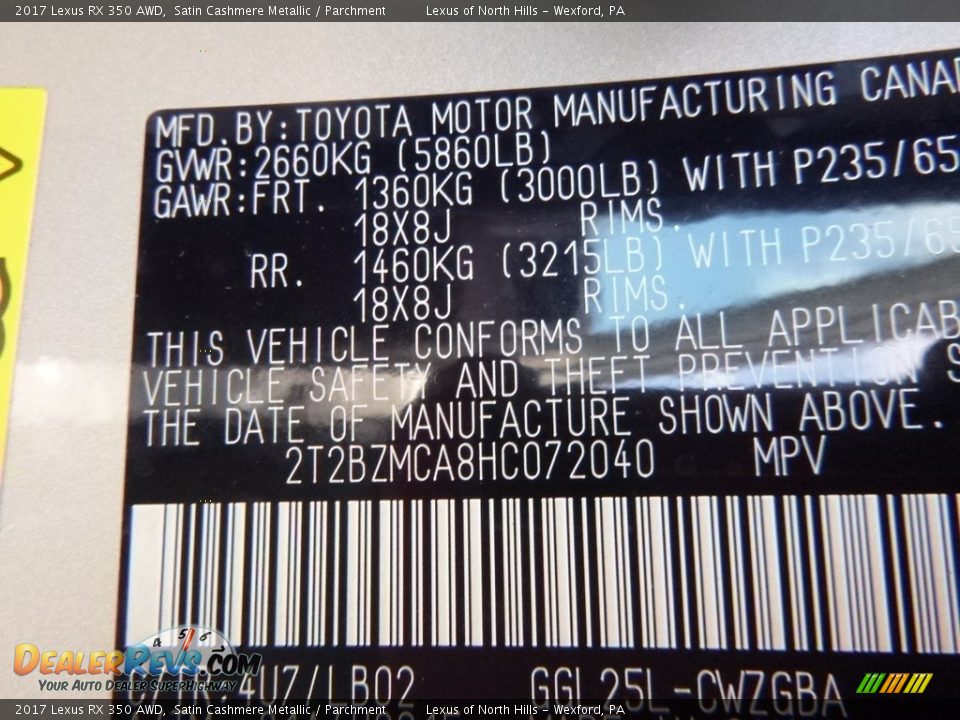 2017 Lexus RX 350 AWD, Satin Cashmere Metallic / Parchment Lexus of North Hills - Wexford, PA
MFD.BY:TOYOTA MOTOR MANUFACTURING CANAD
GVWR:2660KG (5860LB)
GAWR:FRT. 1360KG (3000LB) WITH P235/65
18X8J RIMS.
RR. 1460KG (3215LB) WITH P235/65
18X8J RIMS.
THIS VEHICLE CONFORMS TO ALL APPLICAB
VEHICLE SAFETY AND THEFT PREVENTION S
THE DATE OF MANUFACTURE SHOWN ABOVE.
2T2BZMCA8HC072040 MPV
4U7/LB02 GGL25L-CWZGBA
4 5 6
DEALERREVS.COM
Your Auto Dealer SuperHighway
2017 Lexus RX 350 AWD, Satin Cashmere Metallic / Parchment Lexus of North Hills - Wexford, PA